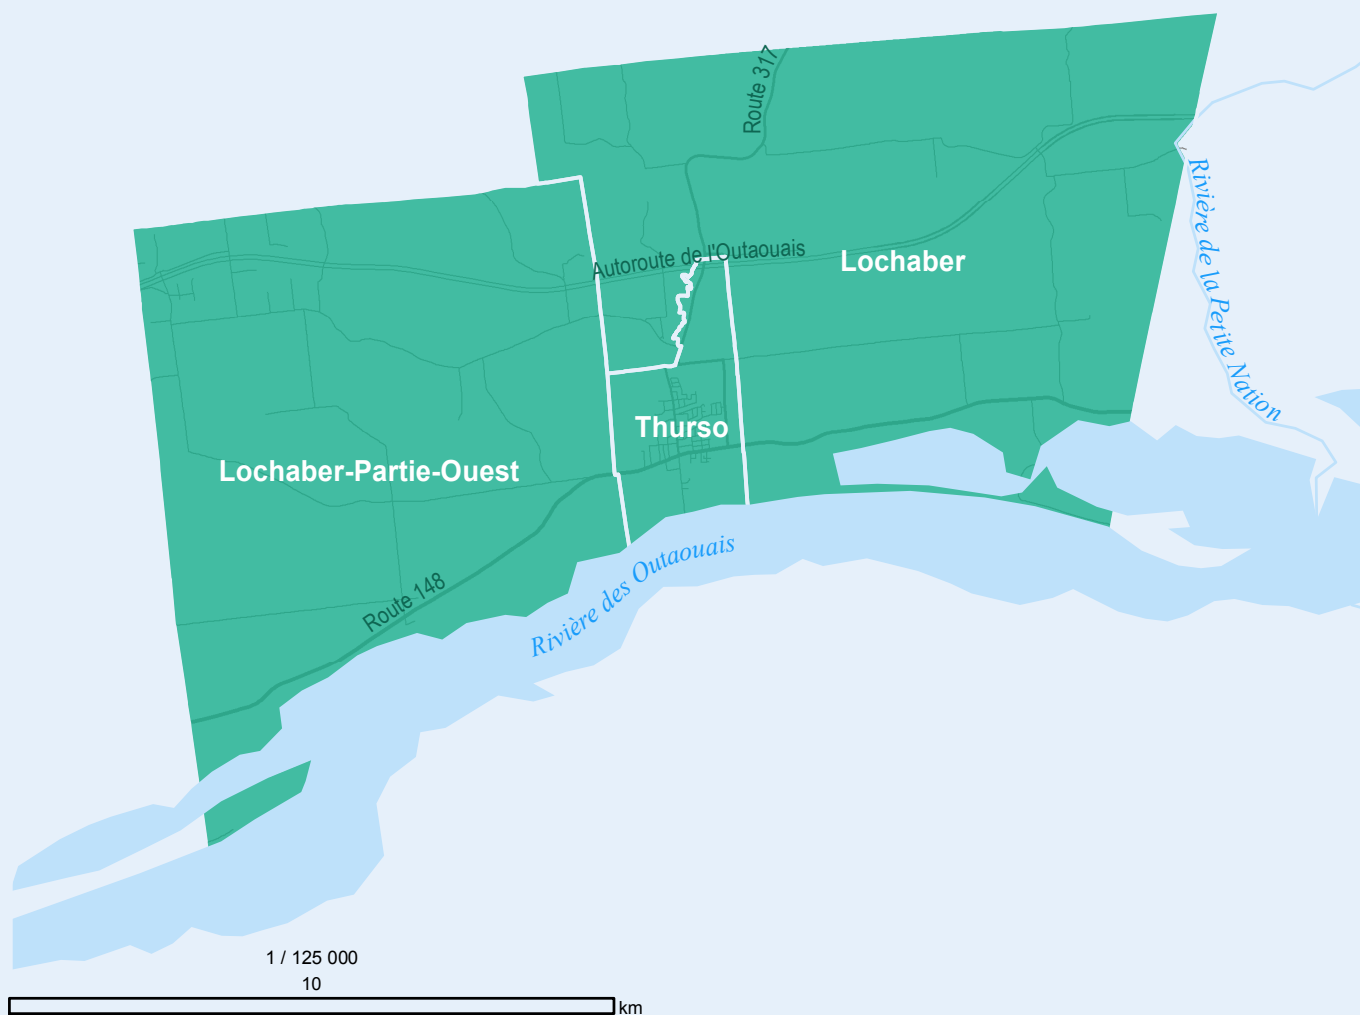 Route 317
Autoroute de l'Outaouais
Lochaber
Rivière de la Petite Nation
Thurso
Lochaber-Partie-Ouest
Rivière des Outaouais
Route 148
1 / 125 000
10
km